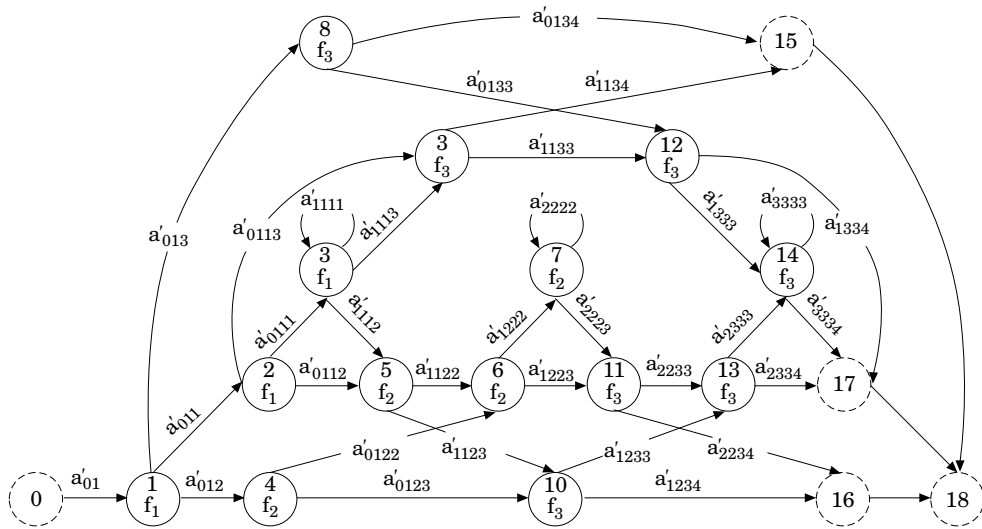 a′0134
8
f3
15
a′0133
a′1134
3
f3
a′1133
12
f3
a′013
a′0113
a′1111
a′1113
a′2222
a′1333
a′3333
a′1334
3
f1
7
f2
14
f3
a′0111
a′1112
a′1222
a′2223
a′2333
a′3334
2
f1
a′0112
5
f2
a′1122
6
f2
a′1223
11
f3
a′2233
13
f3
a′2334
17
a′011
a′0122
a′1123
a′1233
a′2234
0
a′01
1
f1
a′012
4
f2
a′0123
10
f3
a′1234
16
18